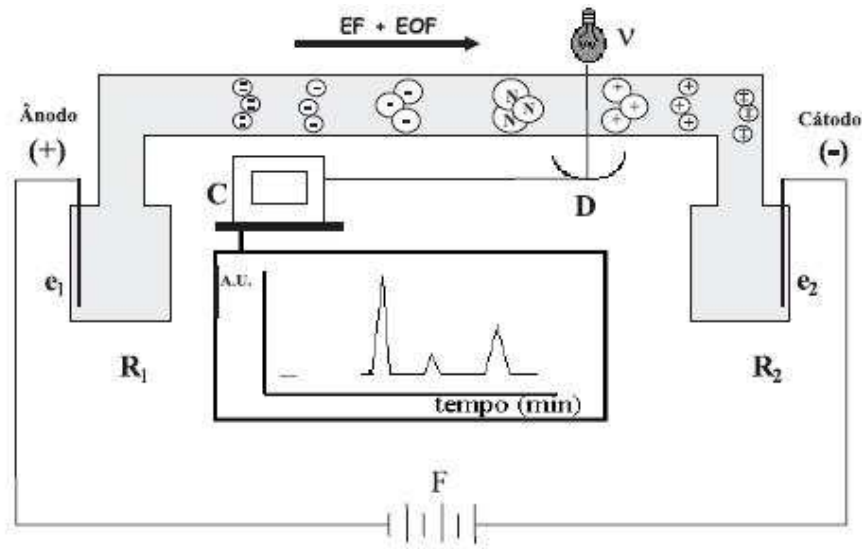 EF + EOF
ν
Ânodo
(+)
Cátodo
(-)
N
N
N
C
D
A.U.
tempo (min)
e₁
e₂
R₁
R₂
F